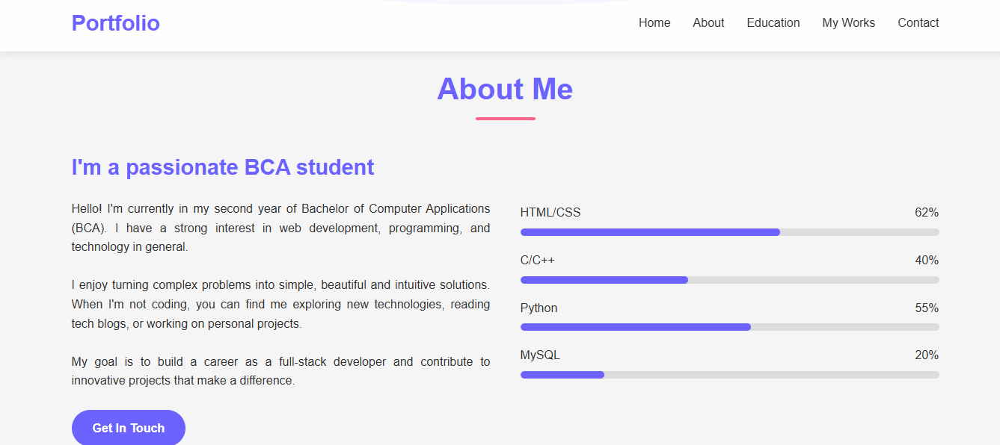 Portfolio
Home About Education My Works Contact
About Me
I'm a passionate BCA student
Hello! I'm currently in my second year of Bachelor of Computer Applications
(BCA). I have a strong interest in web development, programming, and
technology in general.
I enjoy turning complex problems into simple, beautiful and intuitive solutions.
When I'm not coding, you can find me exploring new technologies, reading
tech blogs, or working on personal projects.
My goal is to build a career as a full-stack developer and contribute to
innovative projects that make a difference.
Get In Touch
HTML/CSS 62%
C/C++ 40%
Python 55%
MySQL 20%